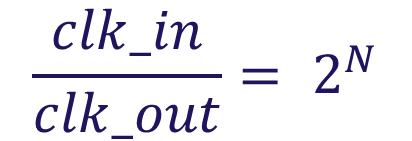 clk_in
clk_out = 2^N